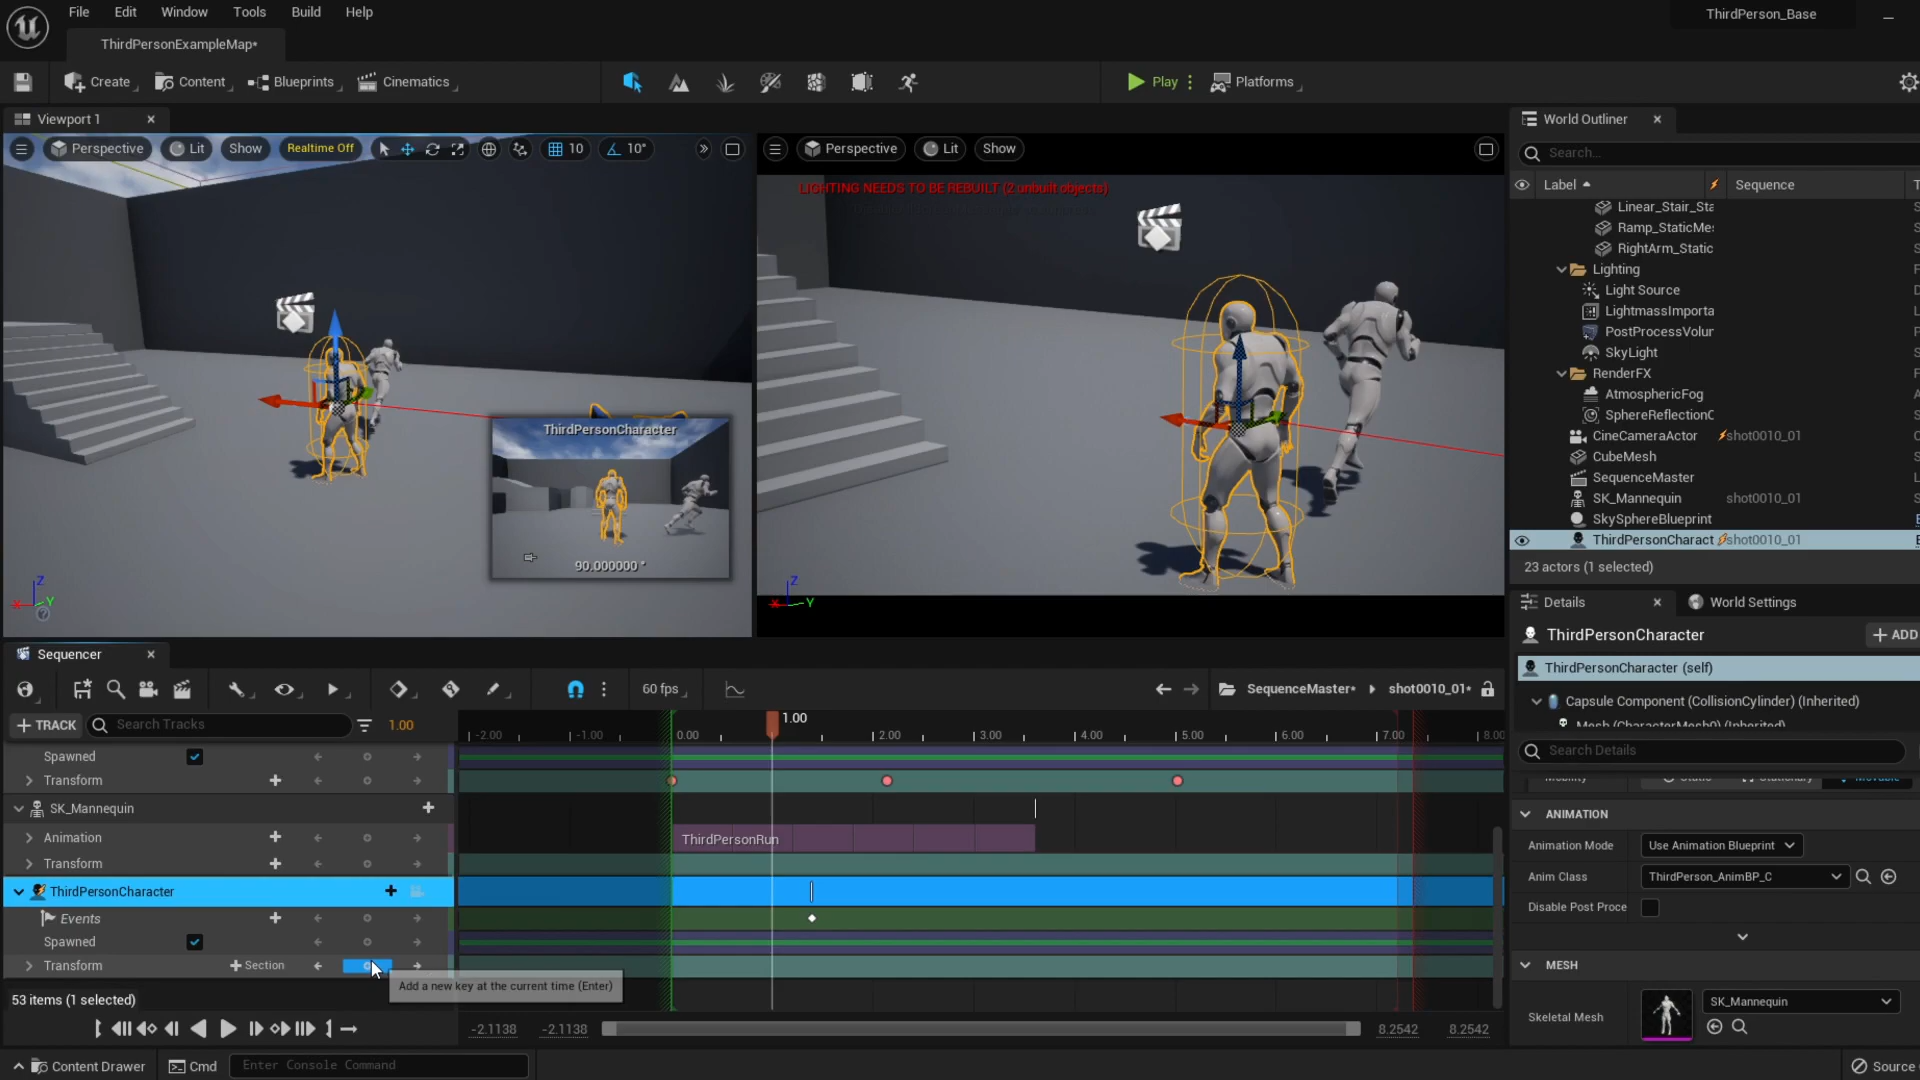 File Edit Window Tools Build Help
ThirdPerson_Base
ThirdPersonExampleMap*
Create Content Blueprints Cinematics Play Platforms
Viewport 1
Perspective Lit Show Realtime Off 10 10°
Perspective Lit Show
LIGHTING NEEDS TO BE REBUILT (2 unbuilt objects)
ThirdPersonCharacter
90.000000 °
Z
X Y
Z
X Y
World Outliner
Search...
Label Sequence
Linear_Stair_Sta
Ramp_StaticMe
RightArm_Static
Lighting
Light Source
LightmassImporta
PostProcessVolur
SkyLight
RenderFX
AtmosphericFog
SphereReflectionC
CineCameraActor shot0010_01
CubeMesh
SequenceMaster
SK_Mannequin shot0010_01
SkySphereBlueprint
ThirdPersonCharact shot0010_01
23 actors (1 selected)
Details World Settings
ThirdPersonCharacter + ADD
ThirdPersonCharacter (self)
Capsule Component (CollisionCylinder) (Inherited)
Mesh (CharacterMesh0) (Inherited)
Search Details
ANIMATION
Animation Mode Use Animation Blueprint
Anim Class ThirdPerson_AnimBP_C
Disable Post Proce
MESH
Skeletal Mesh SK_Mannequin
Sequencer
60 fps SequenceMaster* shot0010_01*
+ TRACK Search Tracks 1.00
1.00
-2.00 -1.00 0.00 2.00 3.00 4.00 5.00 6.00 7.00 8.00
Spawned
Transform
SK_Mannequin
Animation
ThirdPersonRun
Transform
ThirdPersonCharacter
Events
Spawned
Transform + Section
Add a new key at the current time (Enter)
53 items (1 selected)
-2.1138 -2.1138 8.2542 8.2542
Content Drawer Cmd Enter Console Command Source